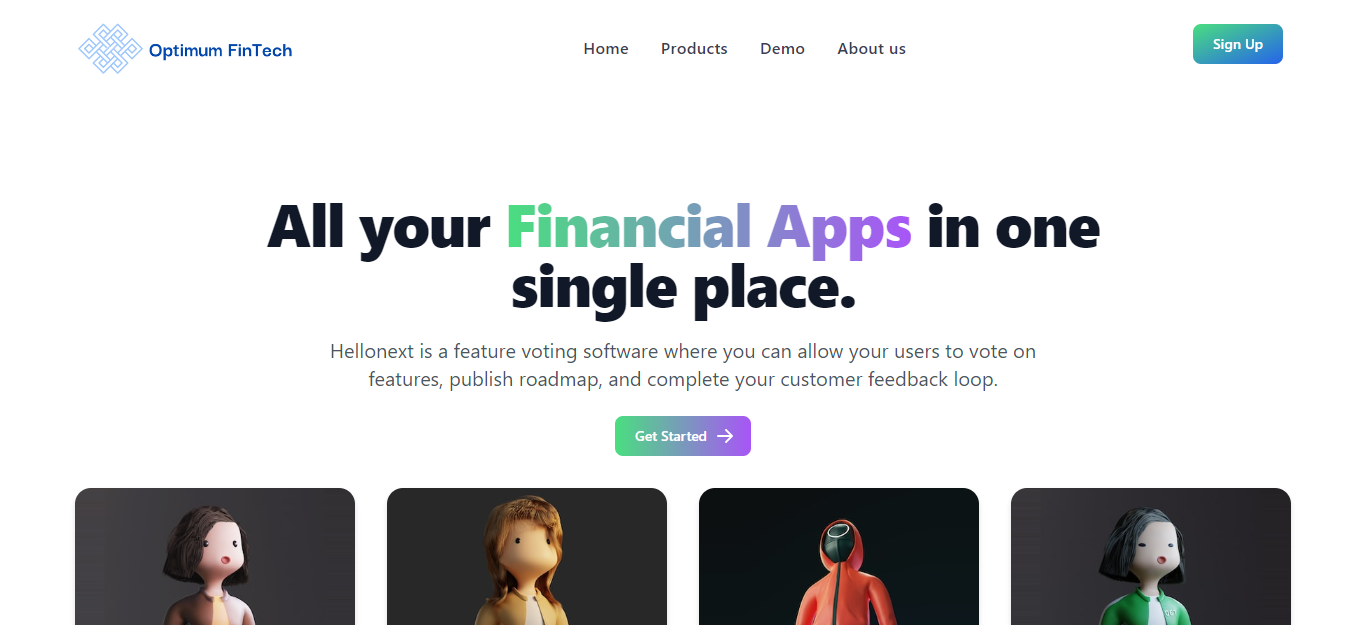 Optimum FinTech
Home
Products
Demo
About us
Sign Up
All your Financial Apps in one
single place.
Hellonext is a feature voting software where you can allow your users to vote on
features, publish roadmap, and complete your customer feedback loop.
Get Started